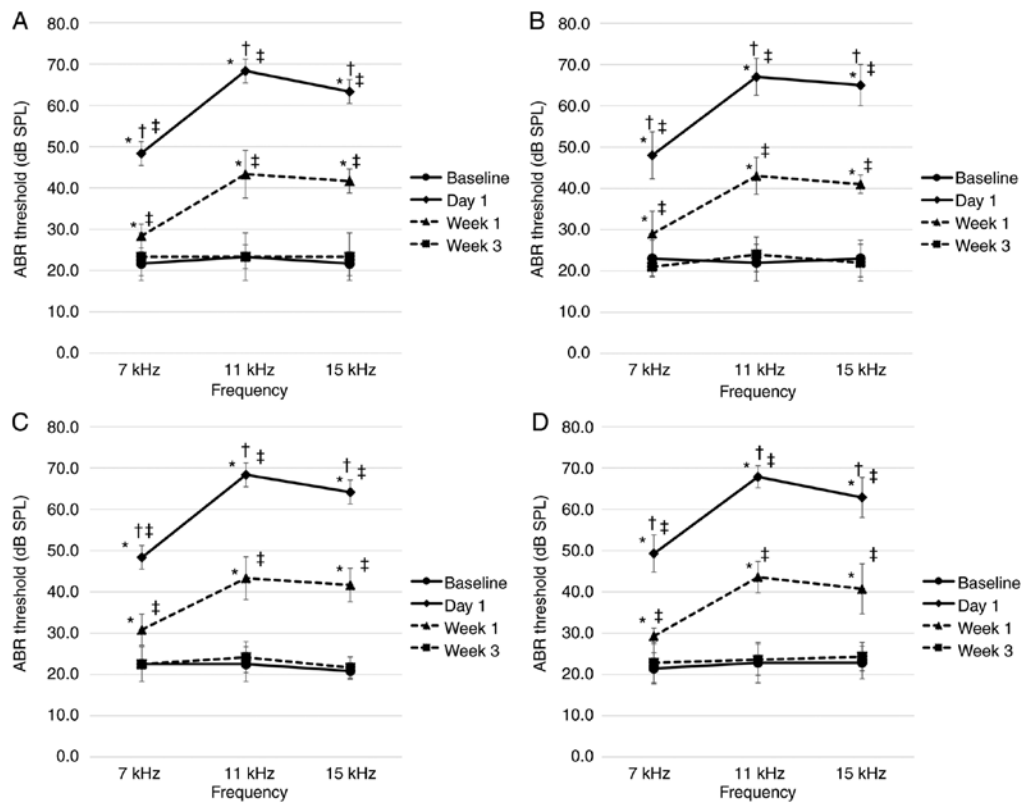 A
80.0
70.0
60.0
50.0
40.0
30.0
20.0
10.0
0.0
ABR threshold (dB SPL)
* † ‡
* † ‡
* † ‡
* ‡
* ‡
* ‡
7 kHz 11 kHz 15 kHz
Frequency
Baseline
Day 1
Week 1
Week 3
B
80.0
70.0
60.0
50.0
40.0
30.0
20.0
10.0
0.0
ABR threshold (dB SPL)
* † ‡
* † ‡
* † ‡
* ‡
* ‡
* ‡
7 kHz 11 kHz 15 kHz
Frequency
Baseline
Day 1
Week 1
Week 3
C
80.0
70.0
60.0
50.0
40.0
30.0
20.0
10.0
0.0
ABR threshold (dB SPL)
* †‡
* † ‡
* † ‡
* ‡
* ‡
* ‡
7 kHz 11 kHz 15 kHz
Frequency
Baseline
Day 1
Week 1
Week 3
D
80.0
70.0
60.0
50.0
40.0
30.0
20.0
10.0
0.0
ABR threshold (dB SPL)
* † ‡
* † ‡
* † ‡
* ‡
* ‡
* ‡
7 kHz 11 kHz 15 kHz
Frequency
Baseline
Day 1
Week 1
Week 3